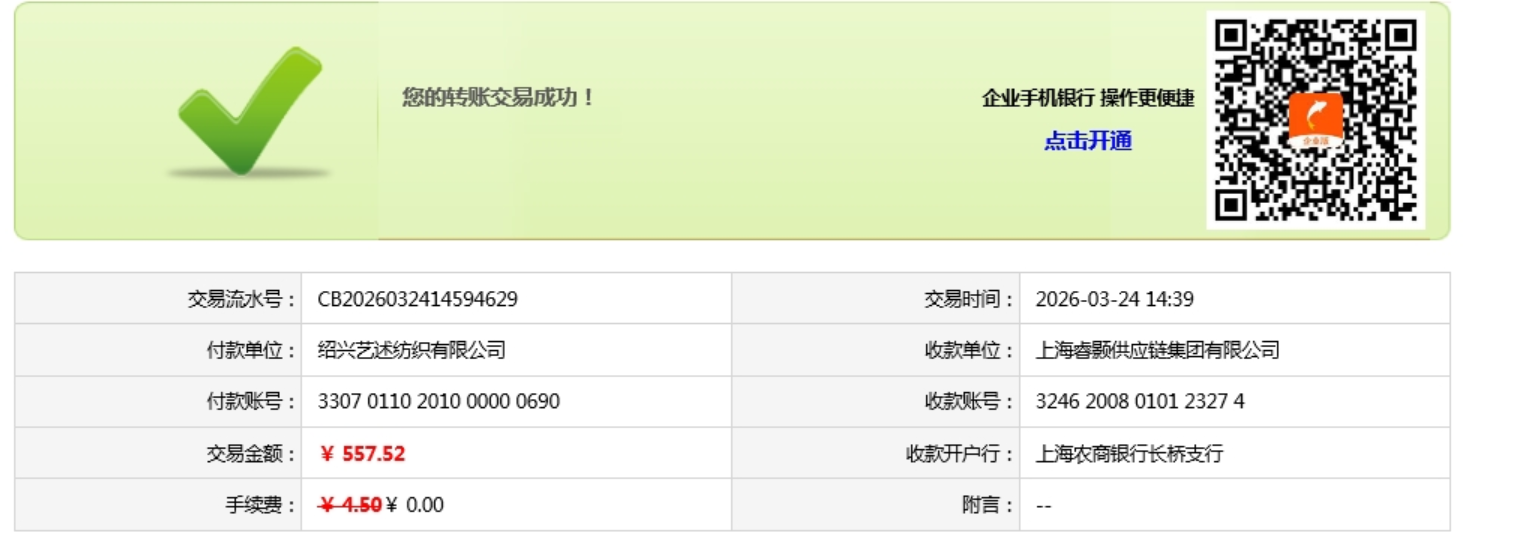 您的转账交易成功！
企业手机银行 操作更便捷
点击开通
企业版
交易流水号： CB2026032414594629 交易时间： 2026-03-24 14:39
付款单位： 绍兴艺述纺织有限公司 收款单位： 上海睿颢供应链集团有限公司
付款账号： 3307 0110 2010 0000 0690 收款账号： 3246 2008 0101 2327 4
交易金额： ￥ 557.52 收款开户行： 上海农商银行长桥支行
手续费： ￥ 4.50￥ 0.00 附言： --